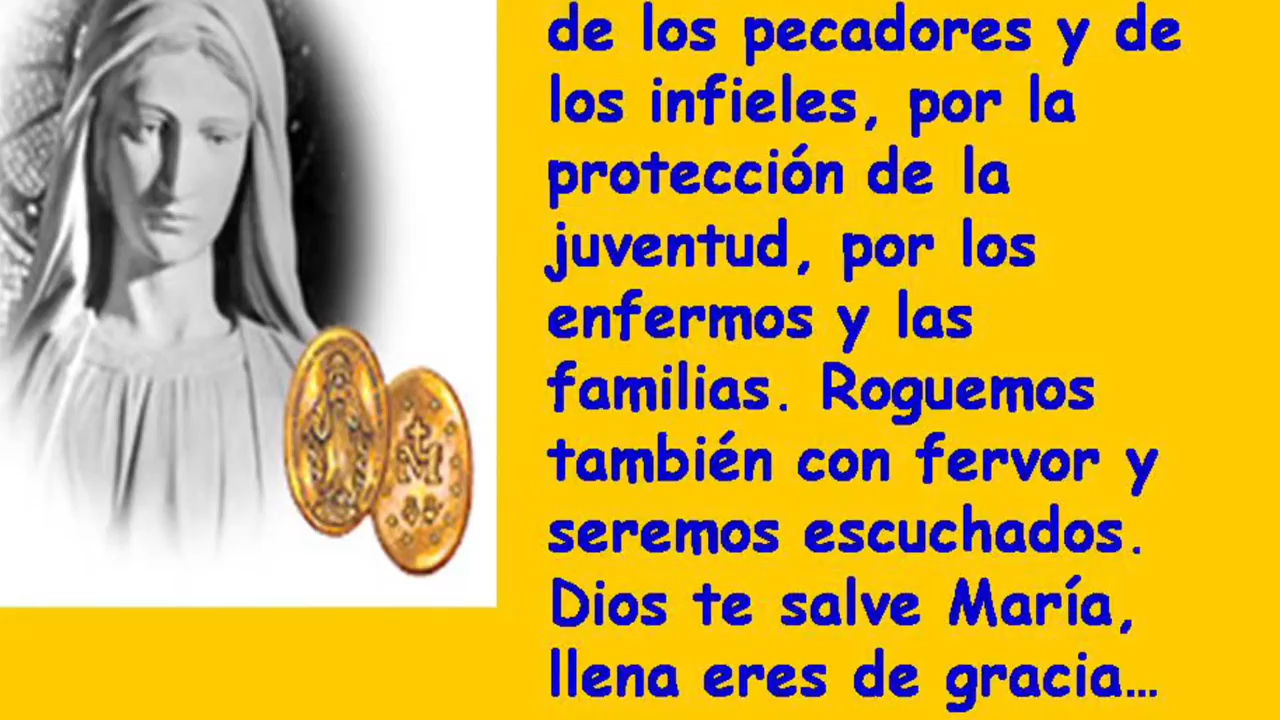 de los pecadores y de
los infieles, por la
protección de la
juventud, por los
enfermos y las
familias. Roguemos
también con fervor y
seremos escuchados.
Dios te salve María,
llena eres de gracia...
M